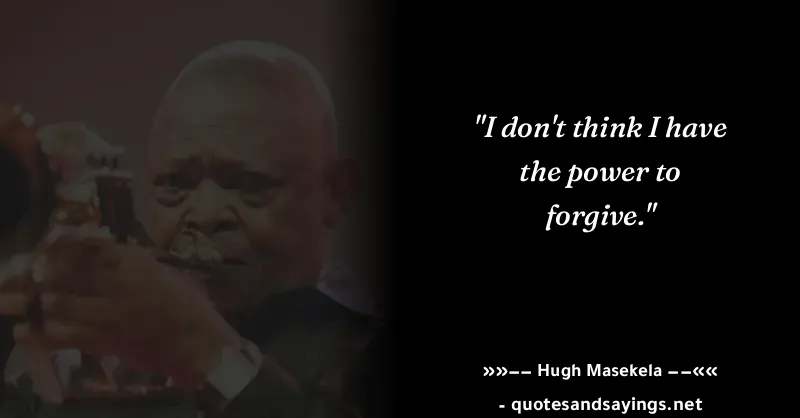 "I don't think I have
the power to
forgive."
»»−− Hugh Masekela −−««
- quotesandsayings.net